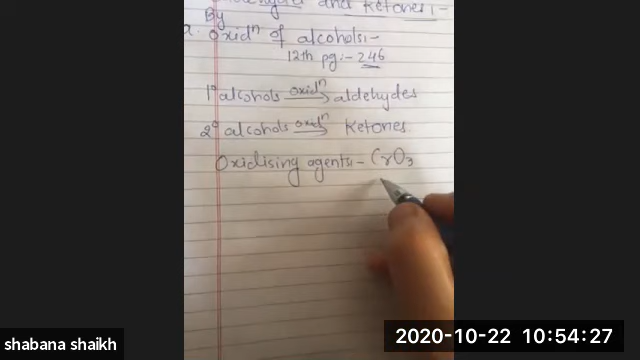 and Ketones:-
By
a. Oxidⁿ of alcohols:-
12th pg:- 246
1° alcohols oxidⁿ→ aldehydes
2° alcohols oxidⁿ→ Ketones
Oxidising agents:- CrO₃
shabana shaikh
2020-10-22 10:54:27